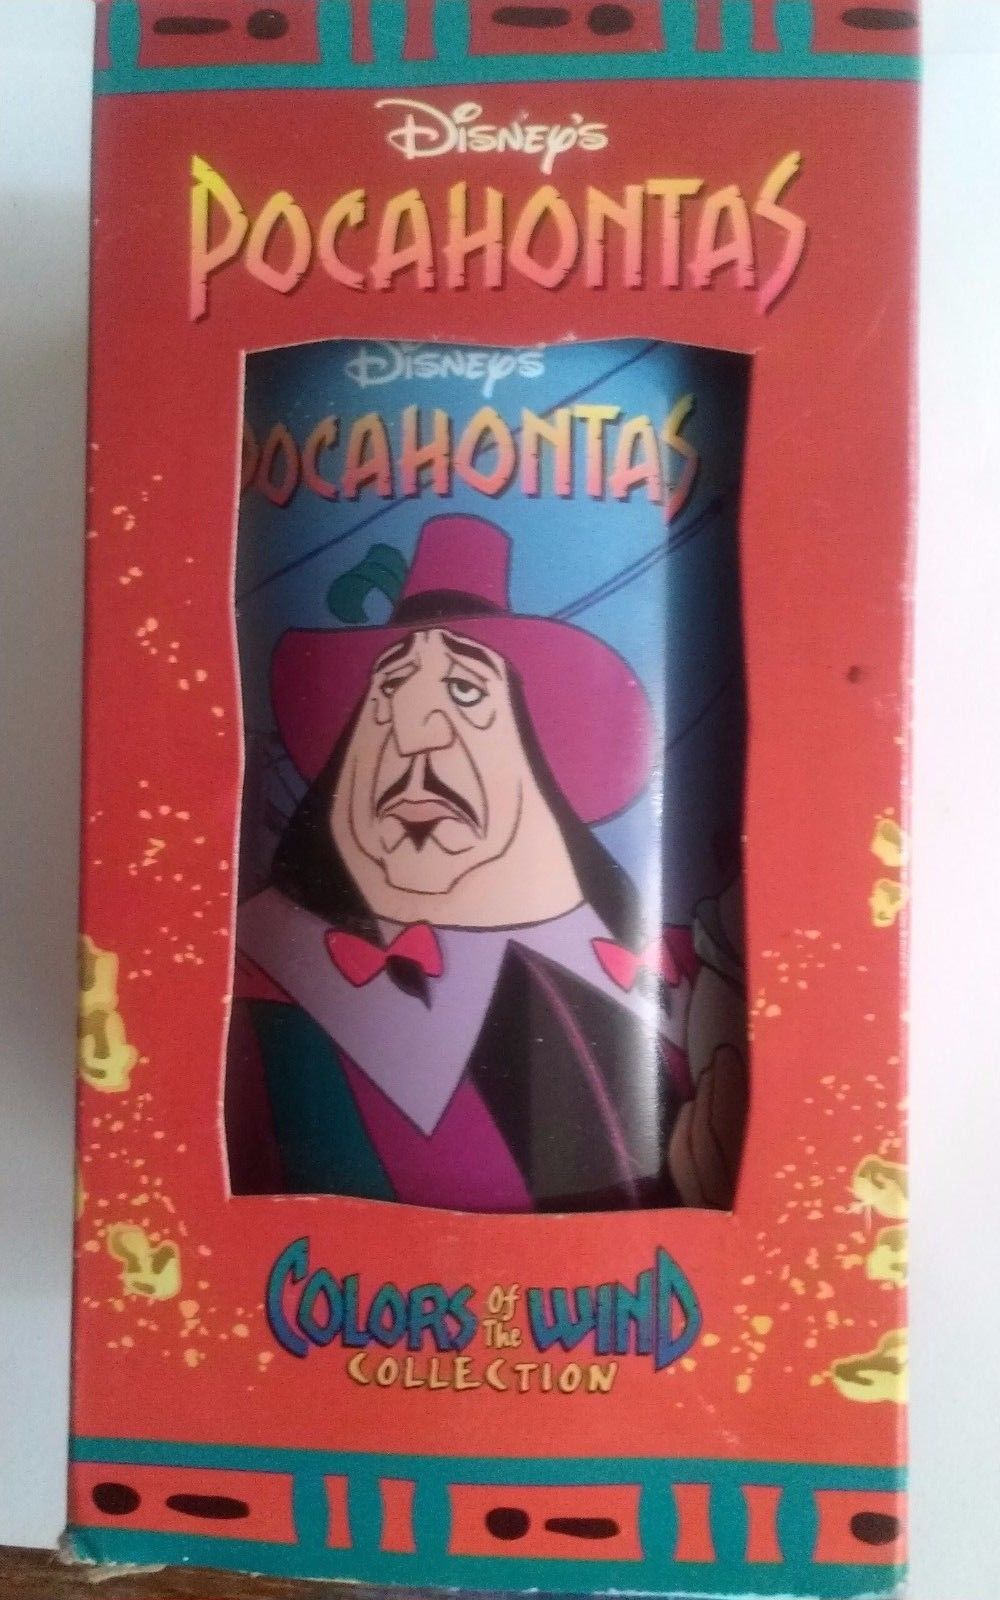 Disney's
POCAHONTAS
Disney's
POCAHONTAS
COLORS Of The WIND
COLLECTION